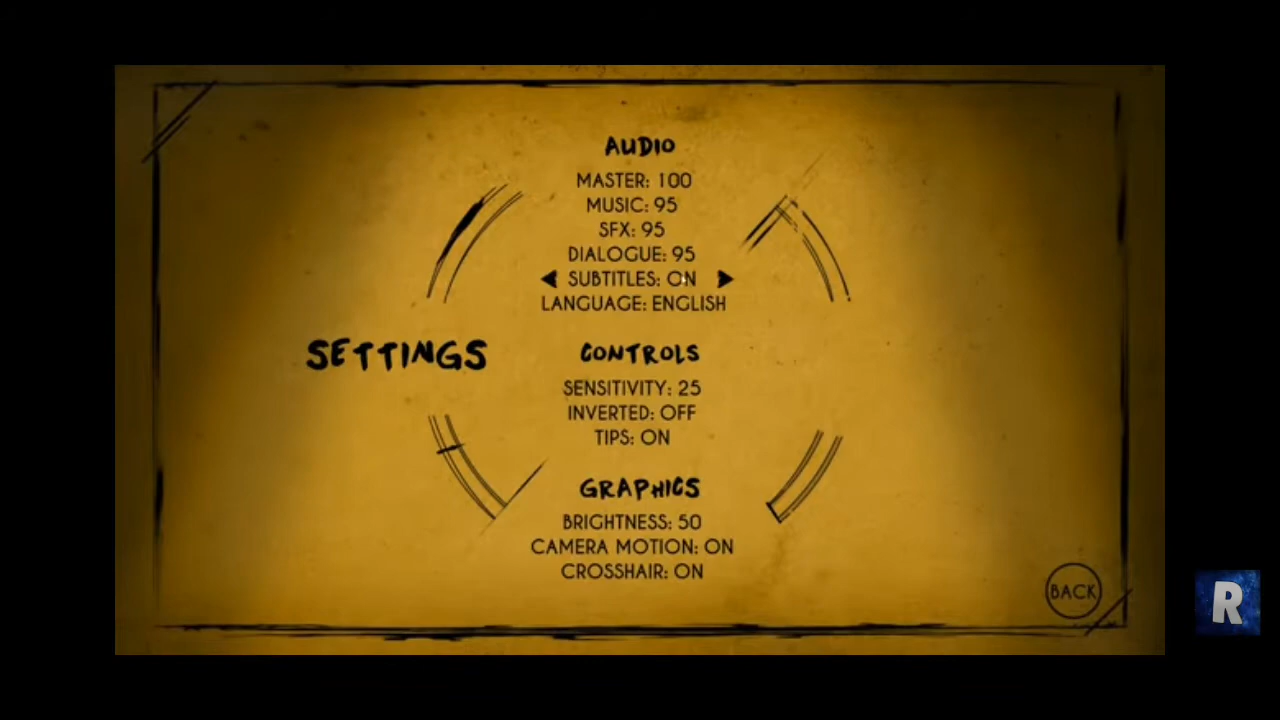 AUDIO
MASTER: 100
MUSIC: 95
SFX: 95
DIALOGUE: 95
SUBTITLES: ON
LANGUAGE: ENGLISH
SETTINGS
CONTROLS
SENSITIVITY: 25
INVERTED: OFF
TIPS: ON
GRAPHICS
BRIGHTNESS: 50
CAMERA MOTION: ON
CROSSHAIR: ON
BACK
R